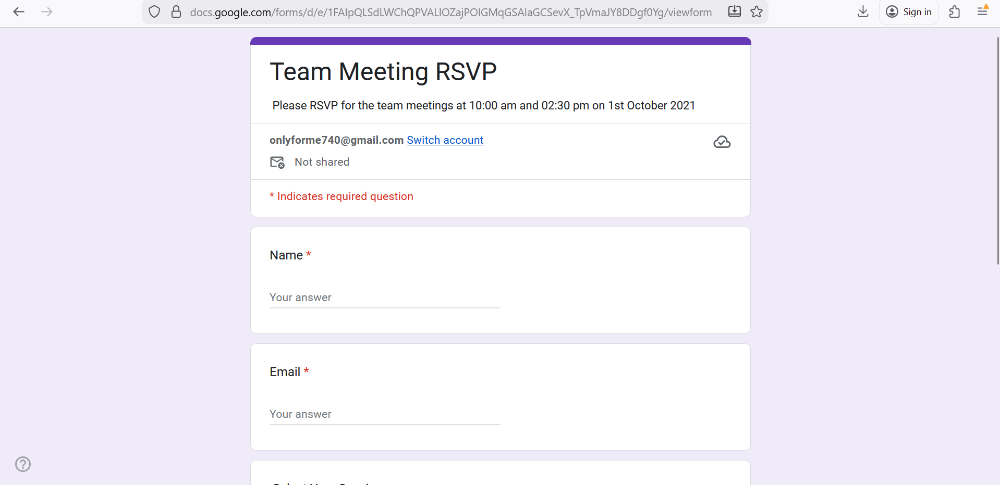 docs.google.com/forms/d/e/1FAIpQLSdLWChQPVALlOZajPOIGMqGSAIaGCSevX_TpVmaJY8DDgf0Yg/viewform
Sign in
Team Meeting RSVP
Please RSVP for the team meetings at 10:00 am and 02:30 pm on 1st October 2021
onlyforme740@gmail.com Switch account
Not shared
* Indicates required question
Name *
Your answer
Email *
Your answer